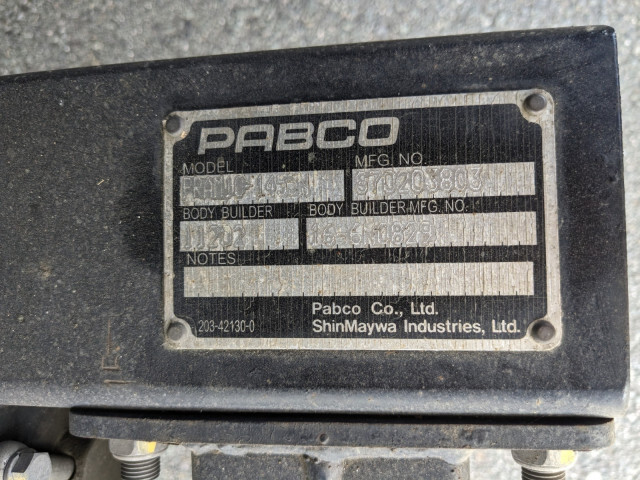 PABCO
MODEL MFG. NO.
3702038031
BODY BUILDER BODY BUILDER MFG. NO.
NOTES
203-42130-0
Pabco Co., Ltd.
ShinMaywa Industries, Ltd.